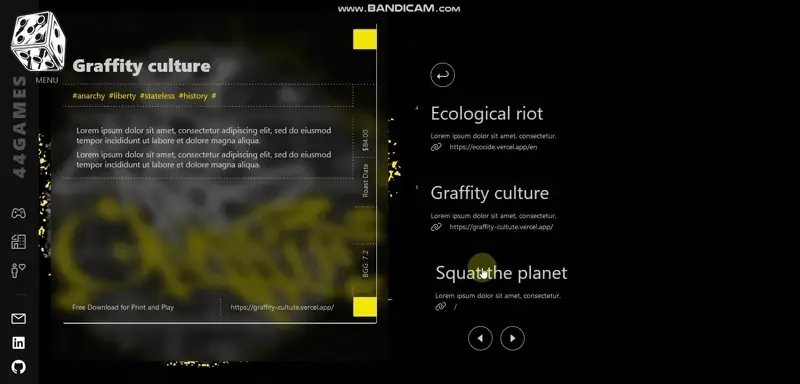 www.BANDICAM.com
MENU
44GAMES
Graffity culture
#anarchy #liberty #stateless #history #
Lorem ipsum dolor sit amet, consectetur adipiscing elit, sed do eiusmod
tempor incididunt ut labore et dolore magna aliqua.
Lorem ipsum dolor sit amet, consectetur adipiscing elit, sed do eiusmod
tempor incididunt ut labore et dolore magna aliqua.
$84.00
Roast Date
BGG: 7.2
Free Download for Print and Play
https://graffity-cultute.vercel.app/
4
Ecological riot
Lorem ipsum dolor sit amet, consectetur.
https://ecocide.vercel.app/en
Graffity culture
Lorem ipsum dolor sit amet, consectetur.
https://graffity-cultute.vercel.app/
Squat the planet
Lorem ipsum dolor sit amet, consectetur.
/